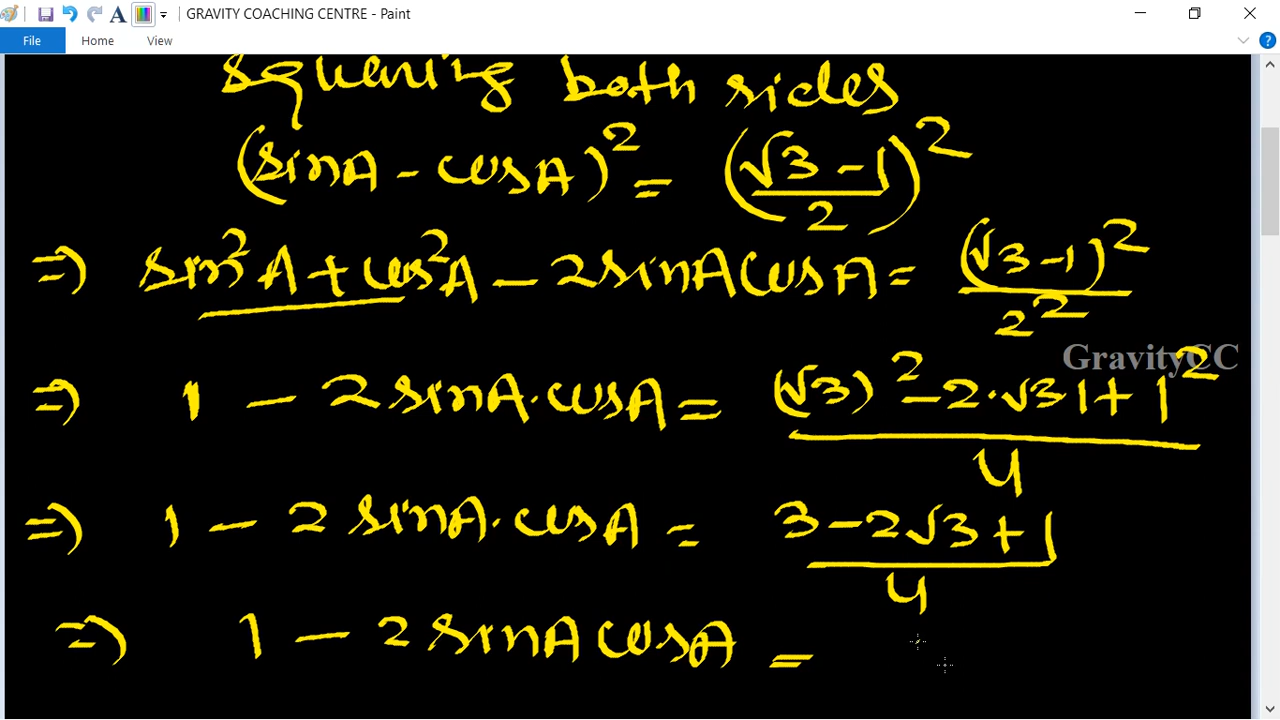 GRAVITY COACHING CENTRE - Paint
File Home View
Squaring both sides
(sinA - cosA)² = (√3 - 1 / 2)²
=) sin²A + cos²A - 2sinAcosA = (√3 - 1)² / 2²
GravityCC
=) 1 - 2sinA·cosA = (√3)² - 2·√3 1 + 1² / 4
=) 1 - 2sinA·cosA = 3 - 2√3 + 1 / 4
=) 1 - 2sinAcosA =